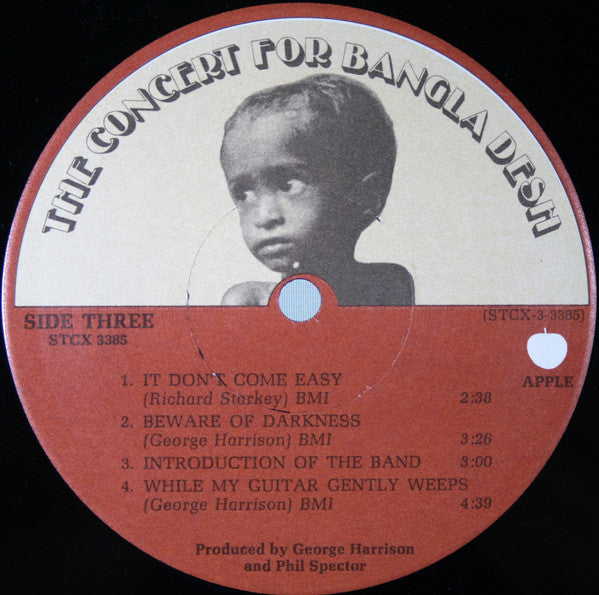 THE CONCERT FOR BANGLA DESH
SIDE THREE
STCX 3385
(STCX-3-3385)
APPLE
1. IT DON'T COME EASY
(Richard Starkey) BMI 2:38
2. BEWARE OF DARKNESS
(George Harrison) BMI 3:26
3. INTRODUCTION OF THE BAND 3:00
4. WHILE MY GUITAR GENTLY WEEPS
(George Harrison) BMI 4:39
Produced by George Harrison
and Phil Spector